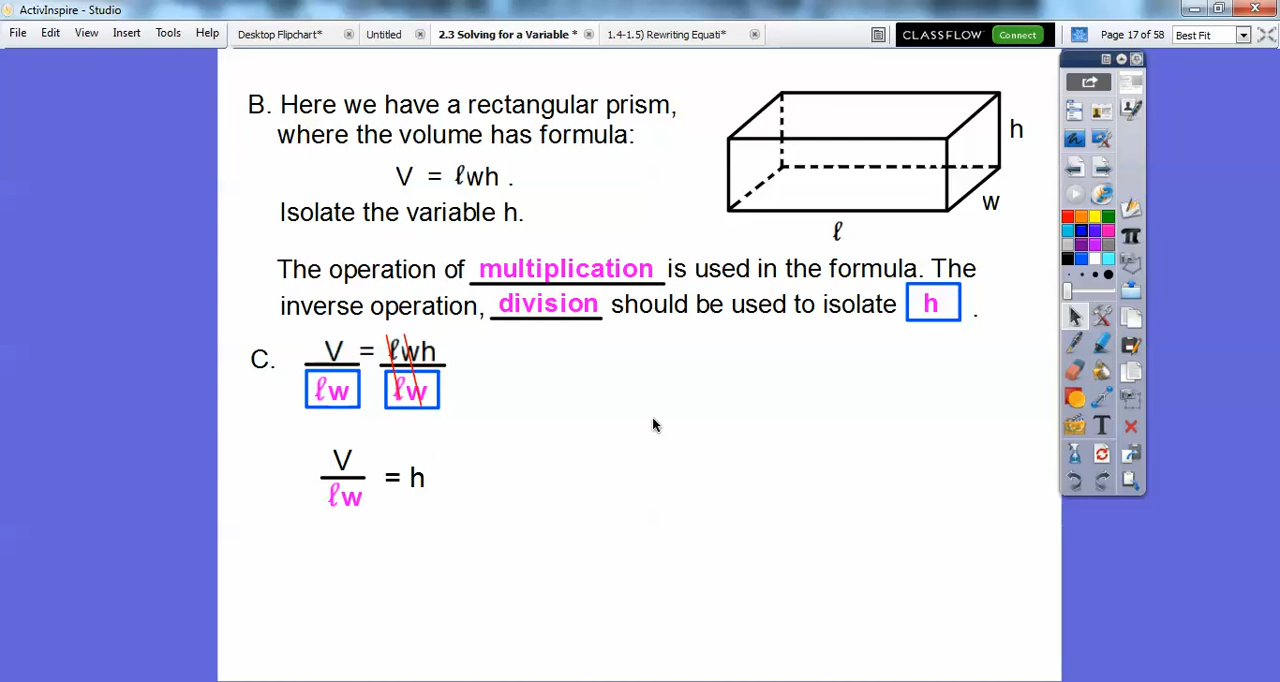 ActivInspire - Studio
File Edit View Insert Tools Help
Desktop Flipchart* Untitled 2.3 Solving for a Variable * 1.4-1.5) Rewriting Equati*
CLASSFLOW Connect
Page 17 of 58 Best Fit
B. Here we have a rectangular prism,
where the volume has formula:
V = ℓwh .
Isolate the variable h.
h
w
ℓ
The operation of multiplication is used in the formula. The
inverse operation, division should be used to isolate h .
C. V = ℓwh
ℓw ℓw
V
ℓw = h